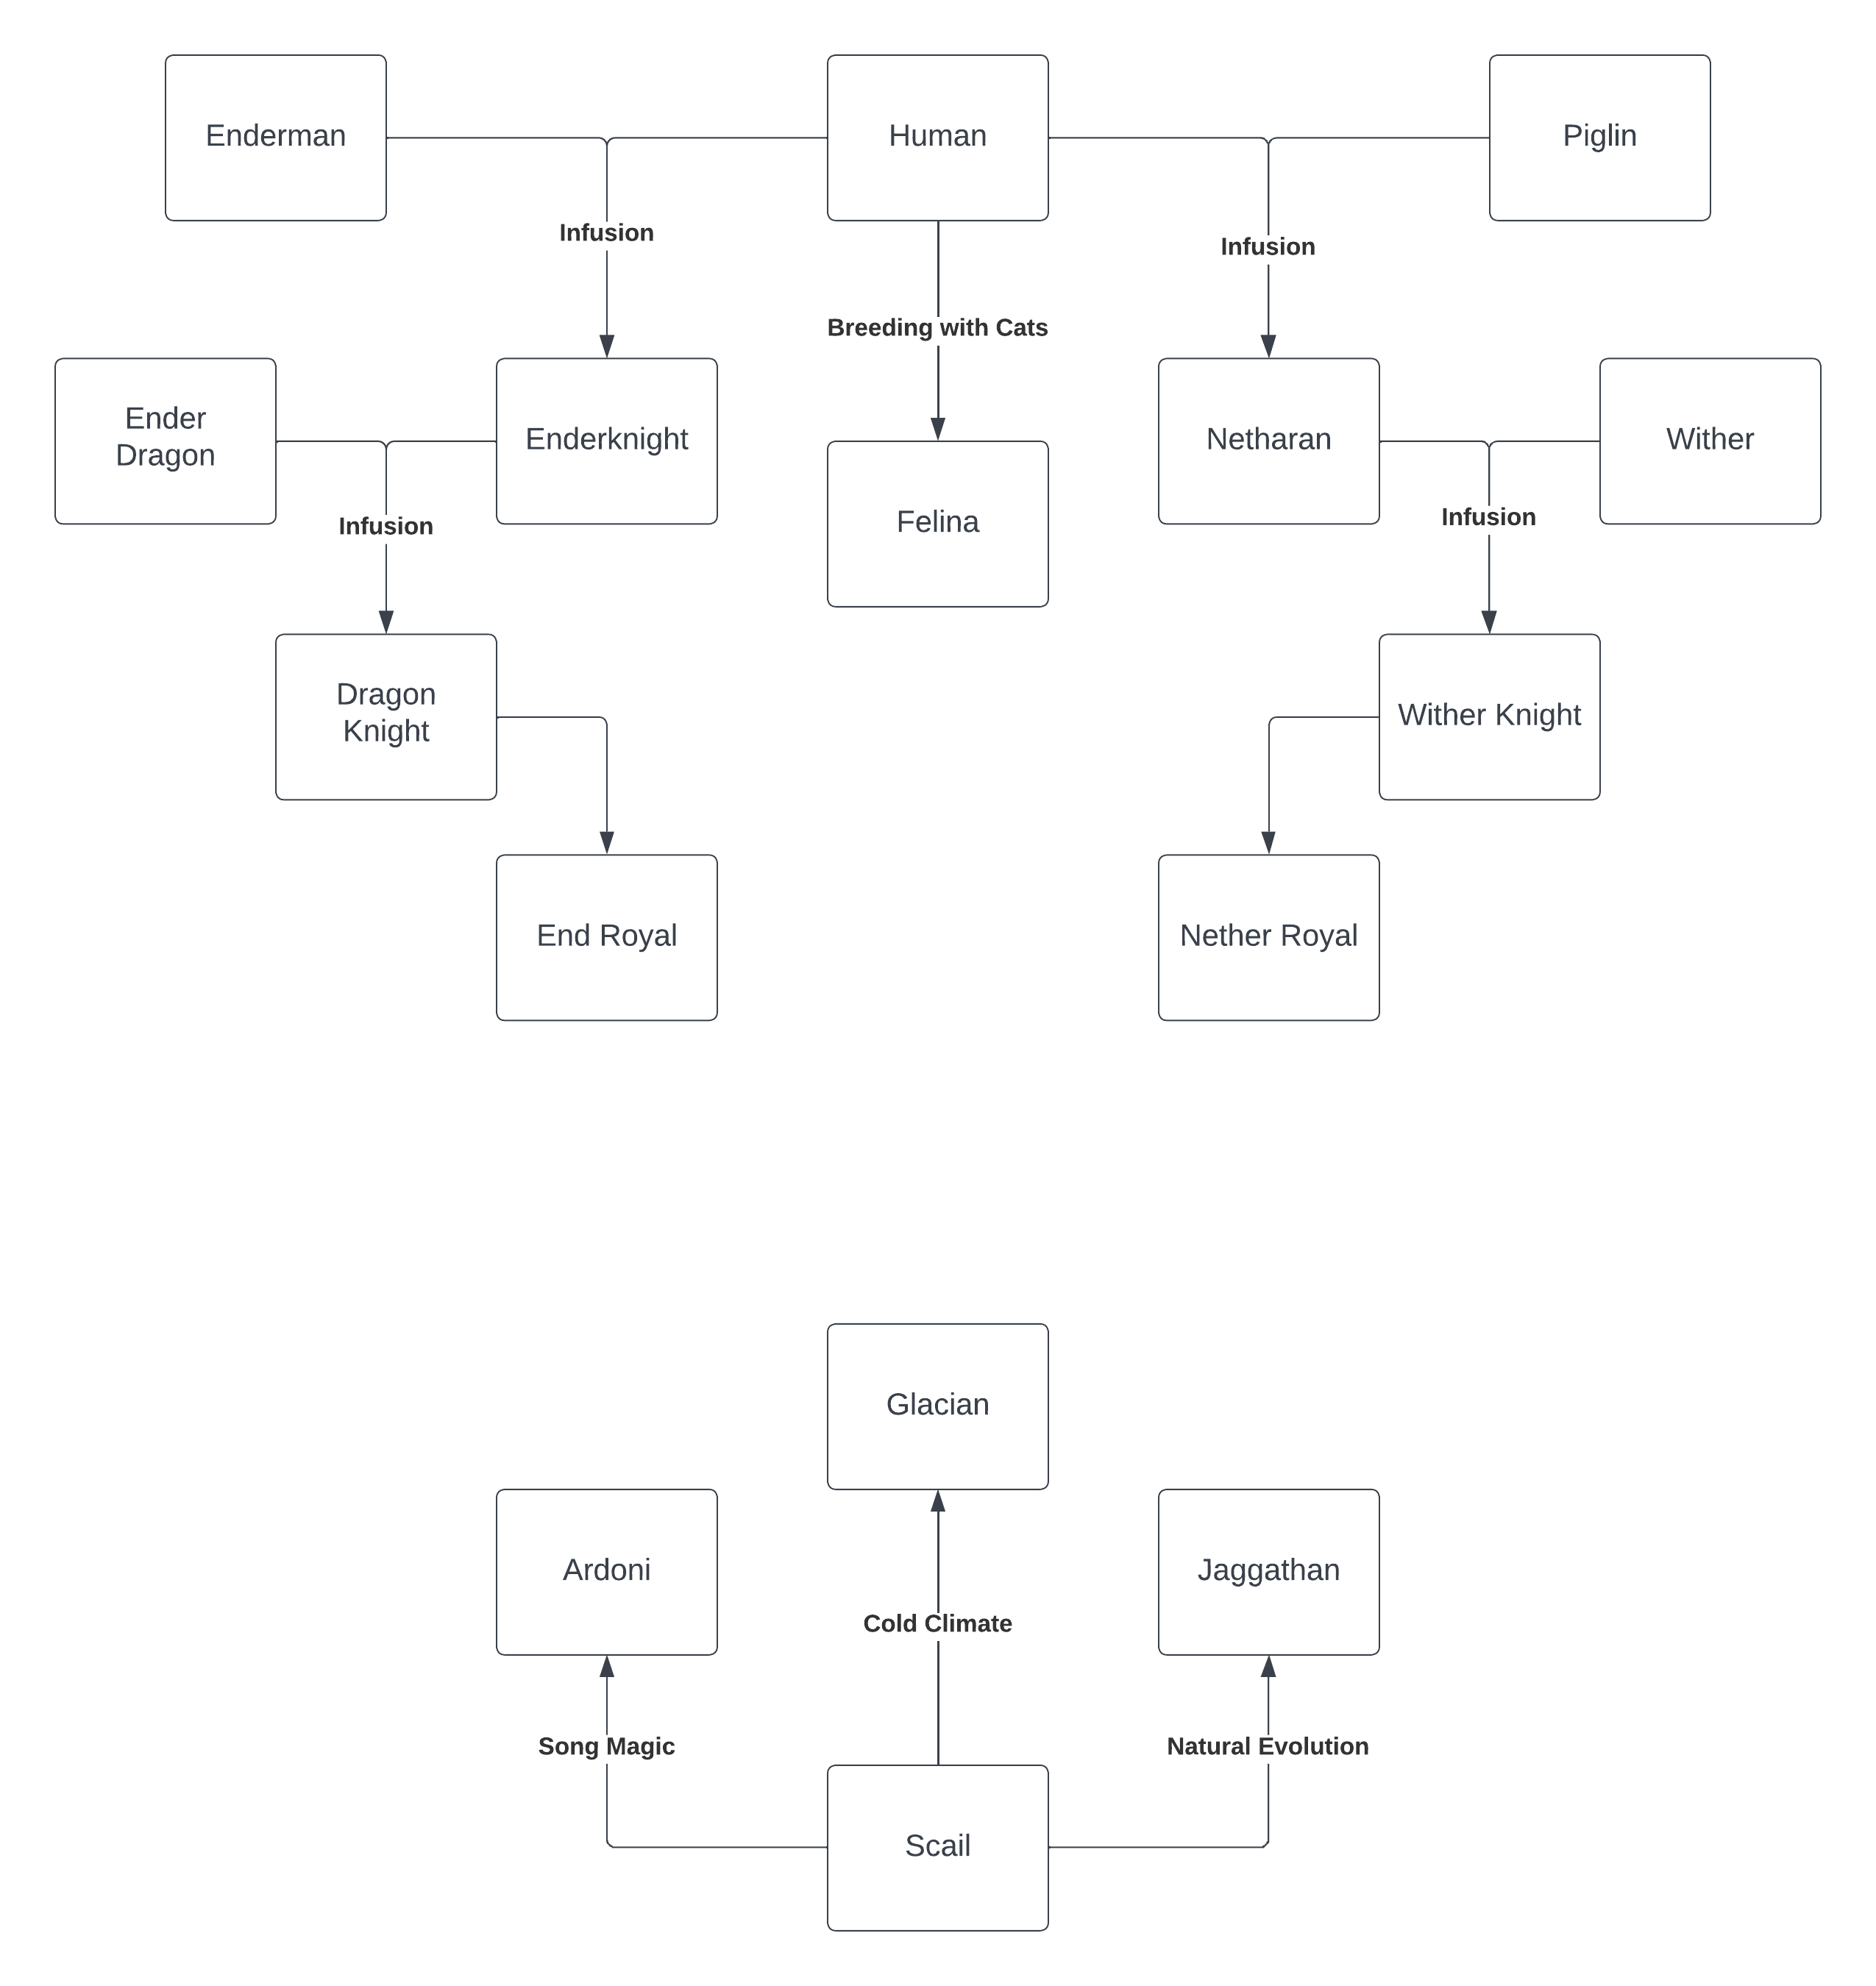 Enderman
Human
Piglin
Infusion
Infusion
Breeding with Cats
Ender
Dragon
Enderknight
Netharan
Wither
Felina
Infusion
Infusion
Dragon
Knight
Wither Knight
End Royal
Nether Royal
Glacian
Ardoni
Jaggathan
Cold Climate
Song Magic
Natural Evolution
Scail